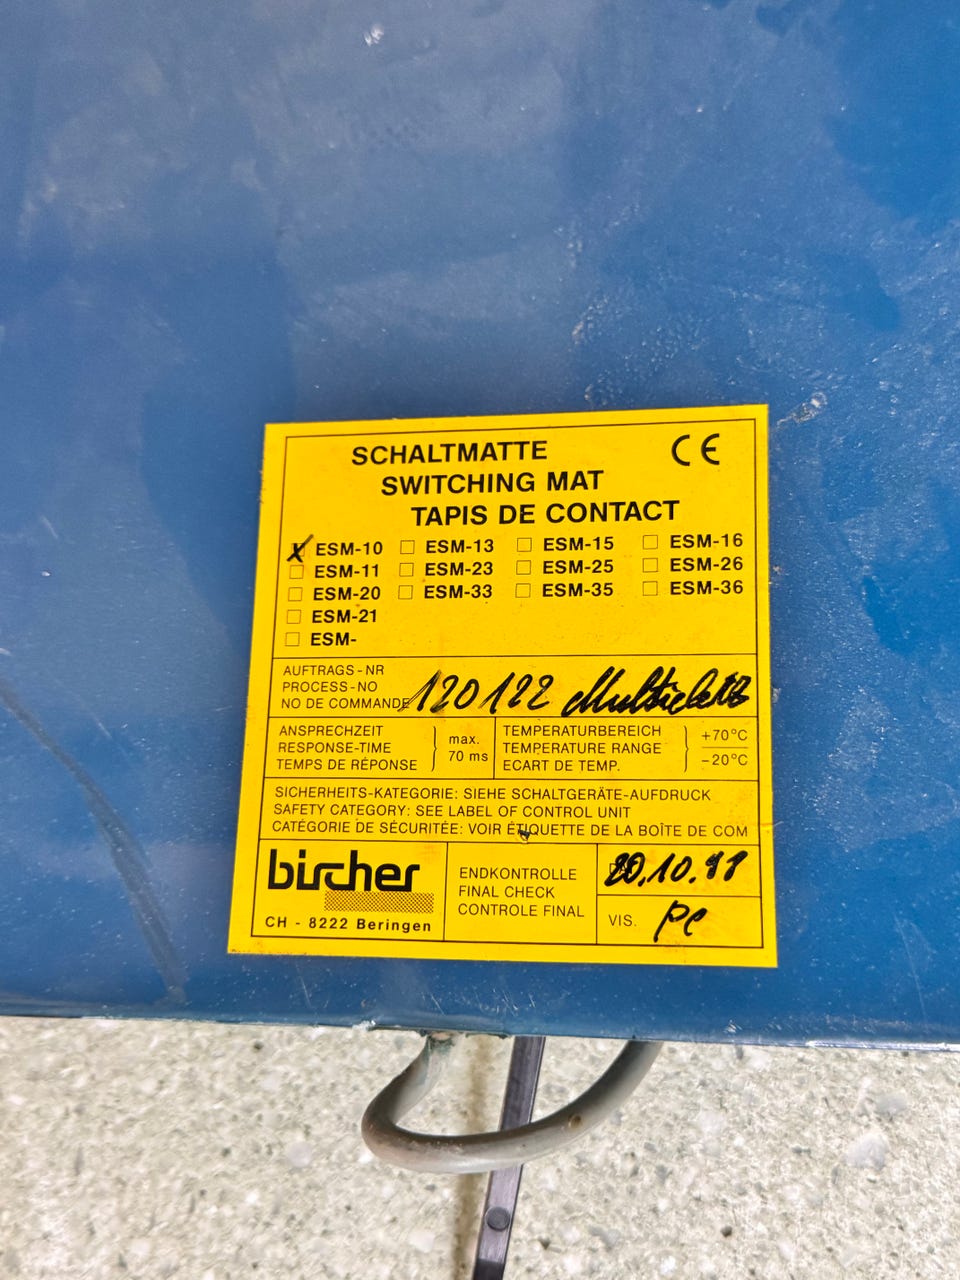 SCHALTMATTE CE
SWITCHING MAT
TAPIS DE CONTACT
X ESM-10 ☐ ESM-13 ☐ ESM-15 ☐ ESM-16
☐ ESM-11 ☐ ESM-23 ☐ ESM-25 ☐ ESM-26
☐ ESM-20 ☐ ESM-33 ☐ ESM-35 ☐ ESM-36
☐ ESM-21
☐ ESM-
AUFTRAGS-NR
PROCESS-NO
NO DE COMMANDE 120122
ANSPRECHZEIT
RESPONSE-TIME
TEMPS DE RÉPONSE
max.
70 ms
TEMPERATURBEREICH
TEMPERATURE RANGE
ECART DE TEMP.
+70°C
-20°C
SICHERHEITS-KATEGORIE: SIEHE SCHALTGERÄTE-AUFDRUCK
SAFETY CATEGORY: SEE LABEL OF CONTROL UNIT
CATÉGORIE DE SÉCURITÉE: VOIR ÉTIQUETTE DE LA BOÎTE DE COM
bircher
CH - 8222 Beringen
ENDKONTROLLE
FINAL CHECK
CONTROLE FINAL
VIS.